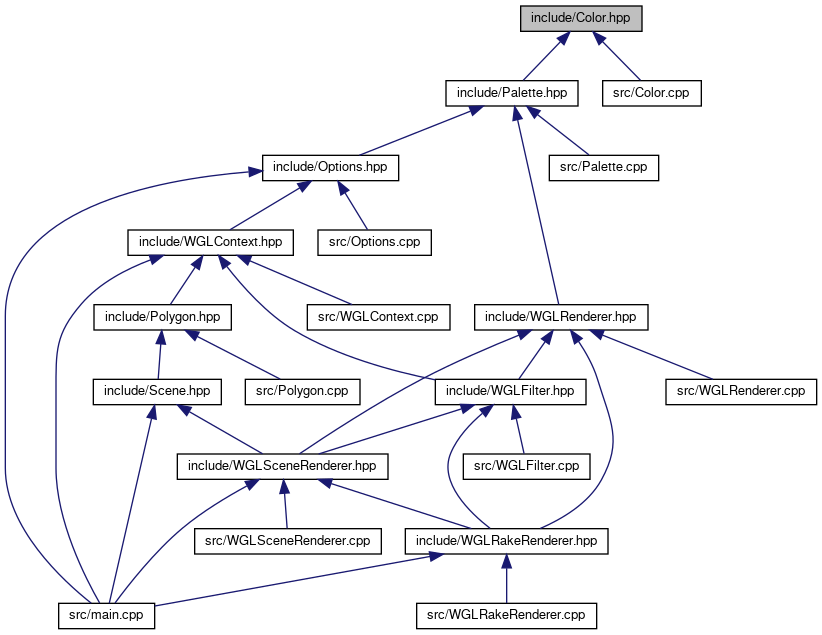 include/Color.hpp
include/Palette.hpp
src/Color.cpp
include/Options.hpp
src/Palette.cpp
include/WGLContext.hpp
src/Options.cpp
include/Polygon.hpp
src/WGLContext.cpp
include/WGLRenderer.hpp
include/Scene.hpp
src/Polygon.cpp
include/WGLFilter.hpp
src/WGLRenderer.cpp
include/WGLSceneRenderer.hpp
src/WGLFilter.cpp
src/WGLSceneRenderer.cpp
include/WGLRakeRenderer.hpp
src/main.cpp
src/WGLRakeRenderer.cpp